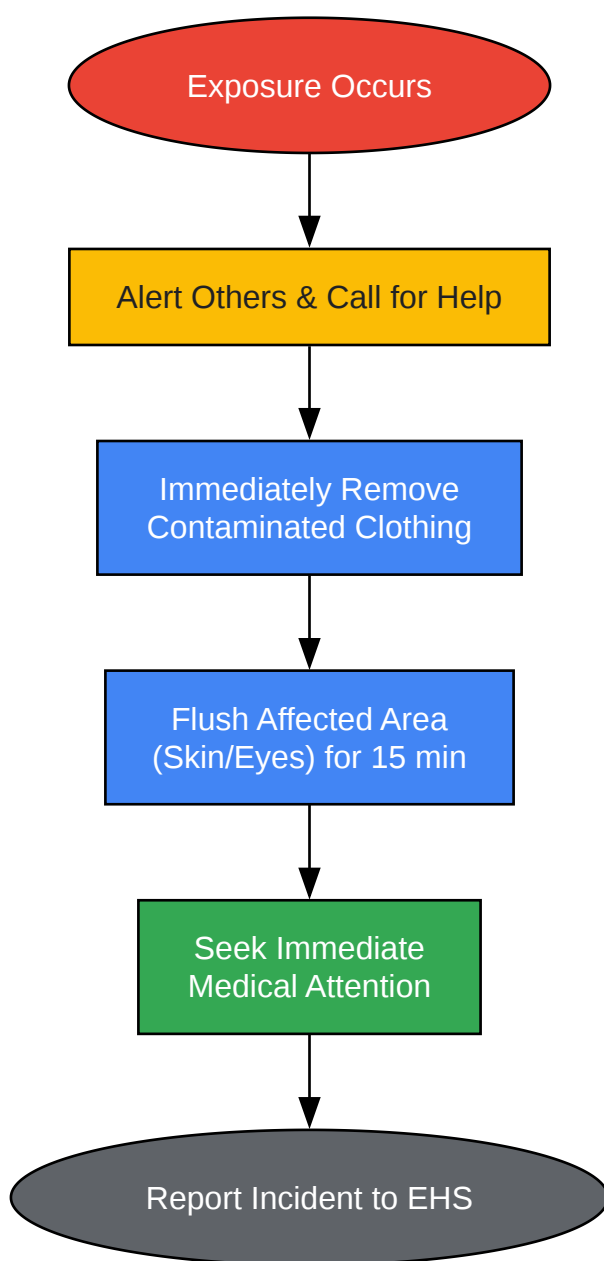 Exposure Occurs
Alert Others & Call for Help
Immediately Remove
Contaminated Clothing
Flush Affected Area
(Skin/Eyes) for 15 min
Seek Immediate
Medical Attention
Report Incident to EHS